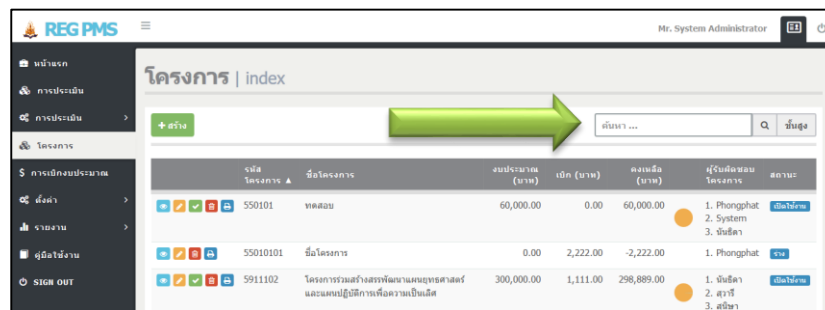 REG PMS
Mr. System Administrator
หน้าแรก
การประเมิน
การประเมิน
โครงการ
การเบิกงบประมาณ
ตั้งค่า
รายงาน
คู่มือใช้งาน
SIGN OUT
โครงการ | index
+ สร้าง
ค้นหา ...
ขั้นสูง
รหัสโครงการ ▲ ชื่อโครงการ งบประมาณ (บาท) เบิก (บาท) คงเหลือ (บาท) ผู้รับผิดชอบโครงการ สถานะ
550101 ทดสอบ 60,000.00 0.00 60,000.00 1. Phongphat เปิดใช้งาน
2. System
3. นันธิดา
55010101 ชื่อโครงการ 0.00 2,222.00 -2,222.00 1. Phongphat ร่าง
5911102 โครงการร่วมสร้างสรรพัฒนาแผนยุทธศาสตร์ 300,000.00 1,111.00 298,889.00 1. นันธิดา เปิดใช้งาน
และแผนปฏิบัติการเพื่อความเป็นเลิศ 2. สุวารี
3. สนิษา